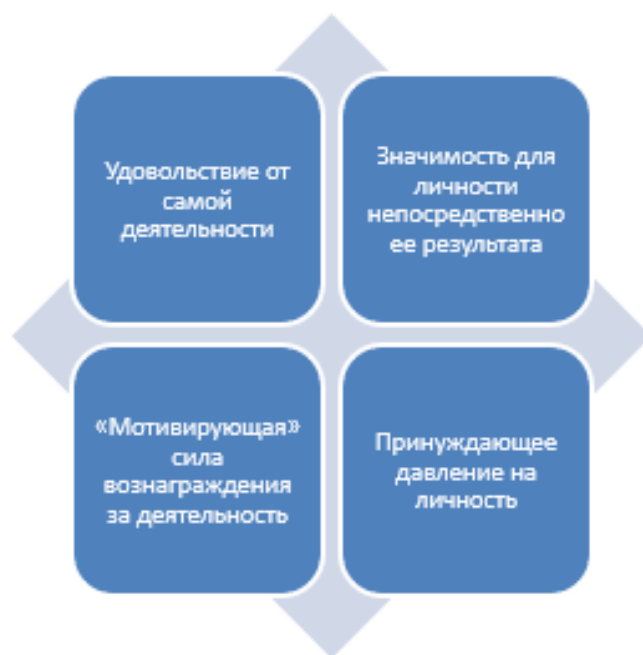 Удовольствие от
самой
деятельности
Значимость для
личности
непосредственно
ее результата
«Мотивирующая»
сила
вознаграждения
за деятельность
Принуждающее
давление на
личность